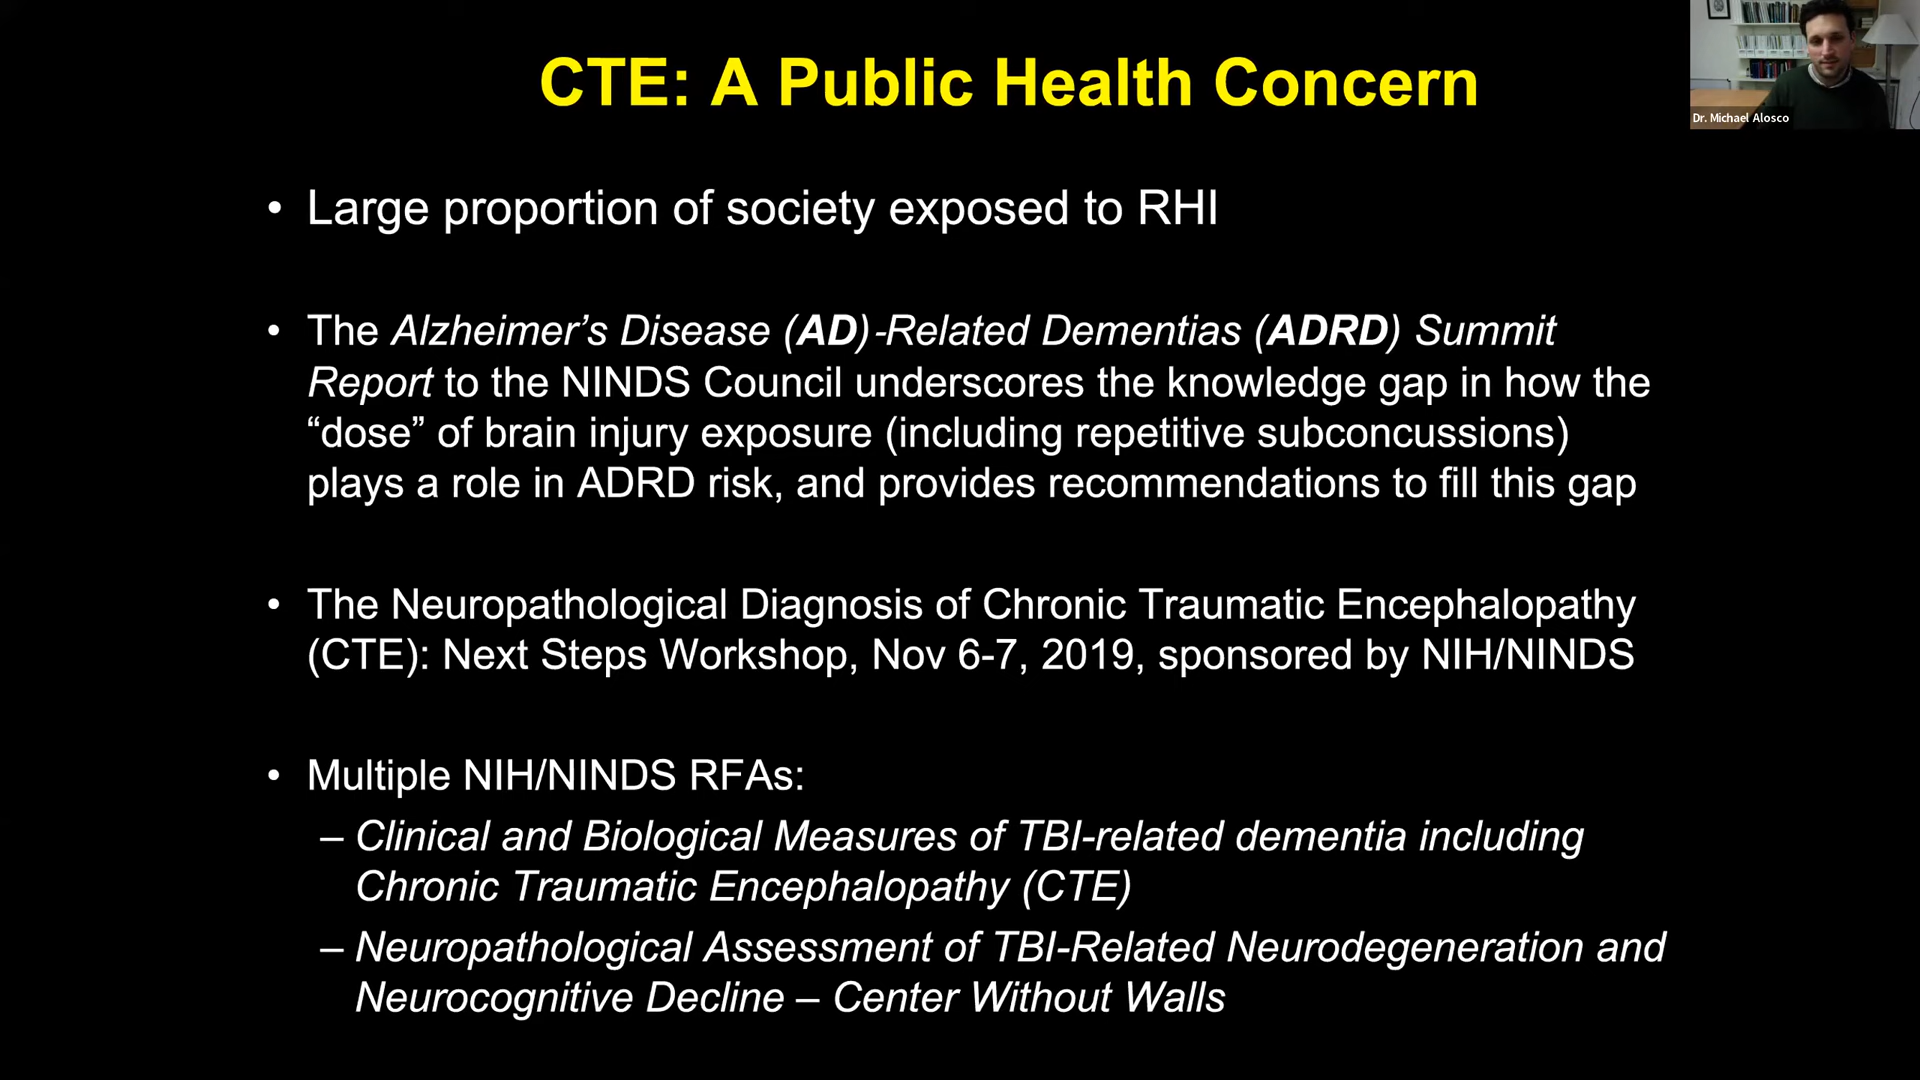 CTE: A Public Health Concern
Dr. Michael Alosco
• Large proportion of society exposed to RHI
• The Alzheimer’s Disease (AD)-Related Dementias (ADRD) Summit
Report to the NINDS Council underscores the knowledge gap in how the
“dose” of brain injury exposure (including repetitive subconcussions)
plays a role in ADRD risk, and provides recommendations to fill this gap
• The Neuropathological Diagnosis of Chronic Traumatic Encephalopathy
(CTE): Next Steps Workshop, Nov 6-7, 2019, sponsored by NIH/NINDS
• Multiple NIH/NINDS RFAs:
– Clinical and Biological Measures of TBI-related dementia including
Chronic Traumatic Encephalopathy (CTE)
– Neuropathological Assessment of TBI-Related Neurodegeneration and
Neurocognitive Decline – Center Without Walls